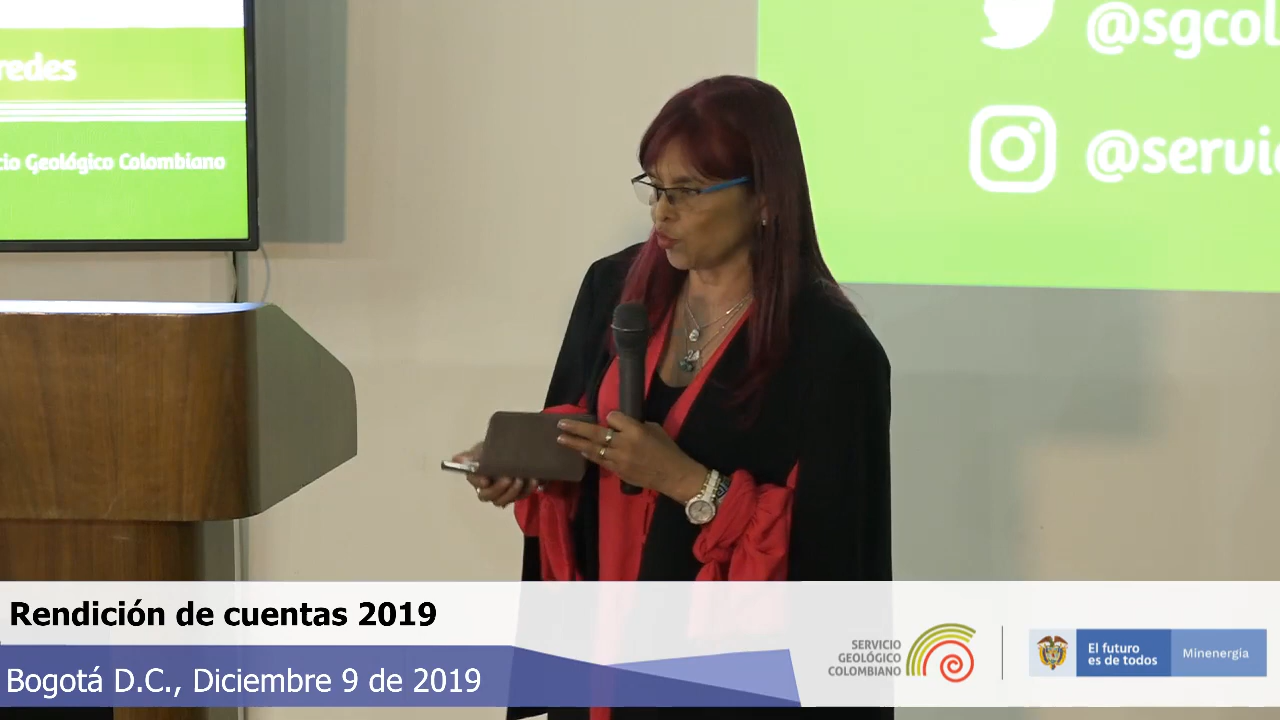 redes
cio Geológico Colombiano
@sgcol
@servic
Rendición de cuentas 2019
Bogotá D.C., Diciembre 9 de 2019
SERVICIO
GEOLÓGICO
COLOMBIANO
El futuro
es de todos
Minenergía